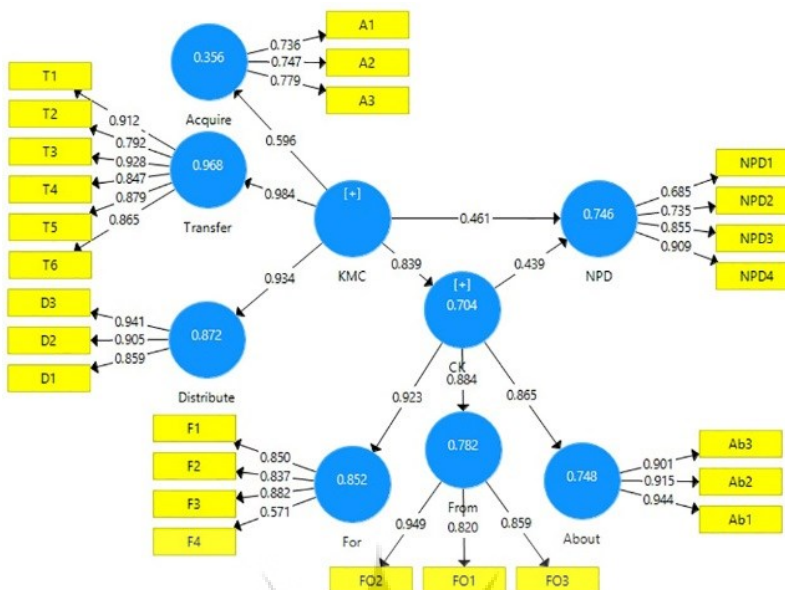 A1
0.736
0.356
0.747
A2
T1
0.779
A3
0.912
Acquire
T2
0.792
0.596
T3
0.928
0.968
NPD1
T4
0.847
0.984
[+]
0.685
NPD2
0.879
0.735
T5
0.865
Transfer
0.461
0.746
0.855
NPD3
0.909
T6
KMC
0.839
0.439
NPD
NPD4
0.934
[+]
D3
0.941
0.704
D2
0.905
0.872
0.859
D1
CK
Distribute
0.923
0.884
0.865
F1
0.850
Ab3
F2
0.837
0.852
0.782
0.748
0.901
0.915
Ab2
F3
0.882
0.944
0.571
From
Ab1
F4
For
0.949
0.820
0.859
About
FO2
FO1
FO3